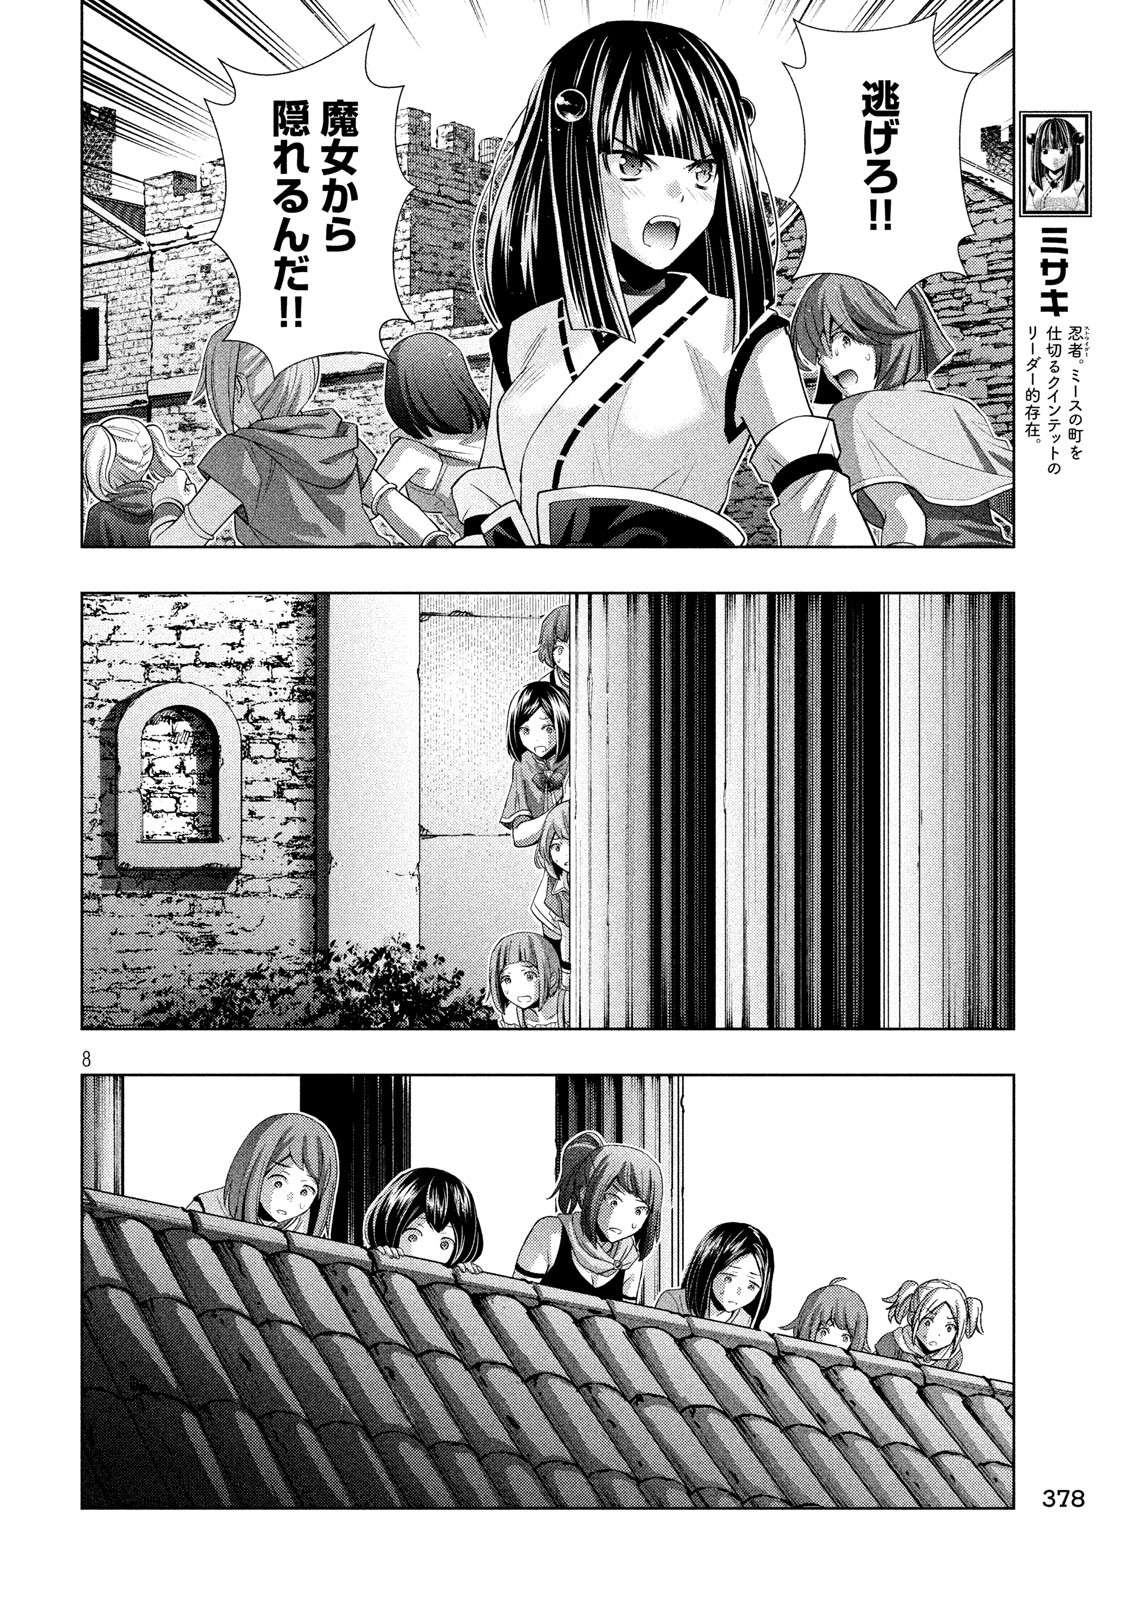 逃げろ!!
魔女から
隠れるんだ!!
ミサキ
忍者。ミースの町を
ストライダー
仕切るクインテットの
リーダー的存在。
8
378